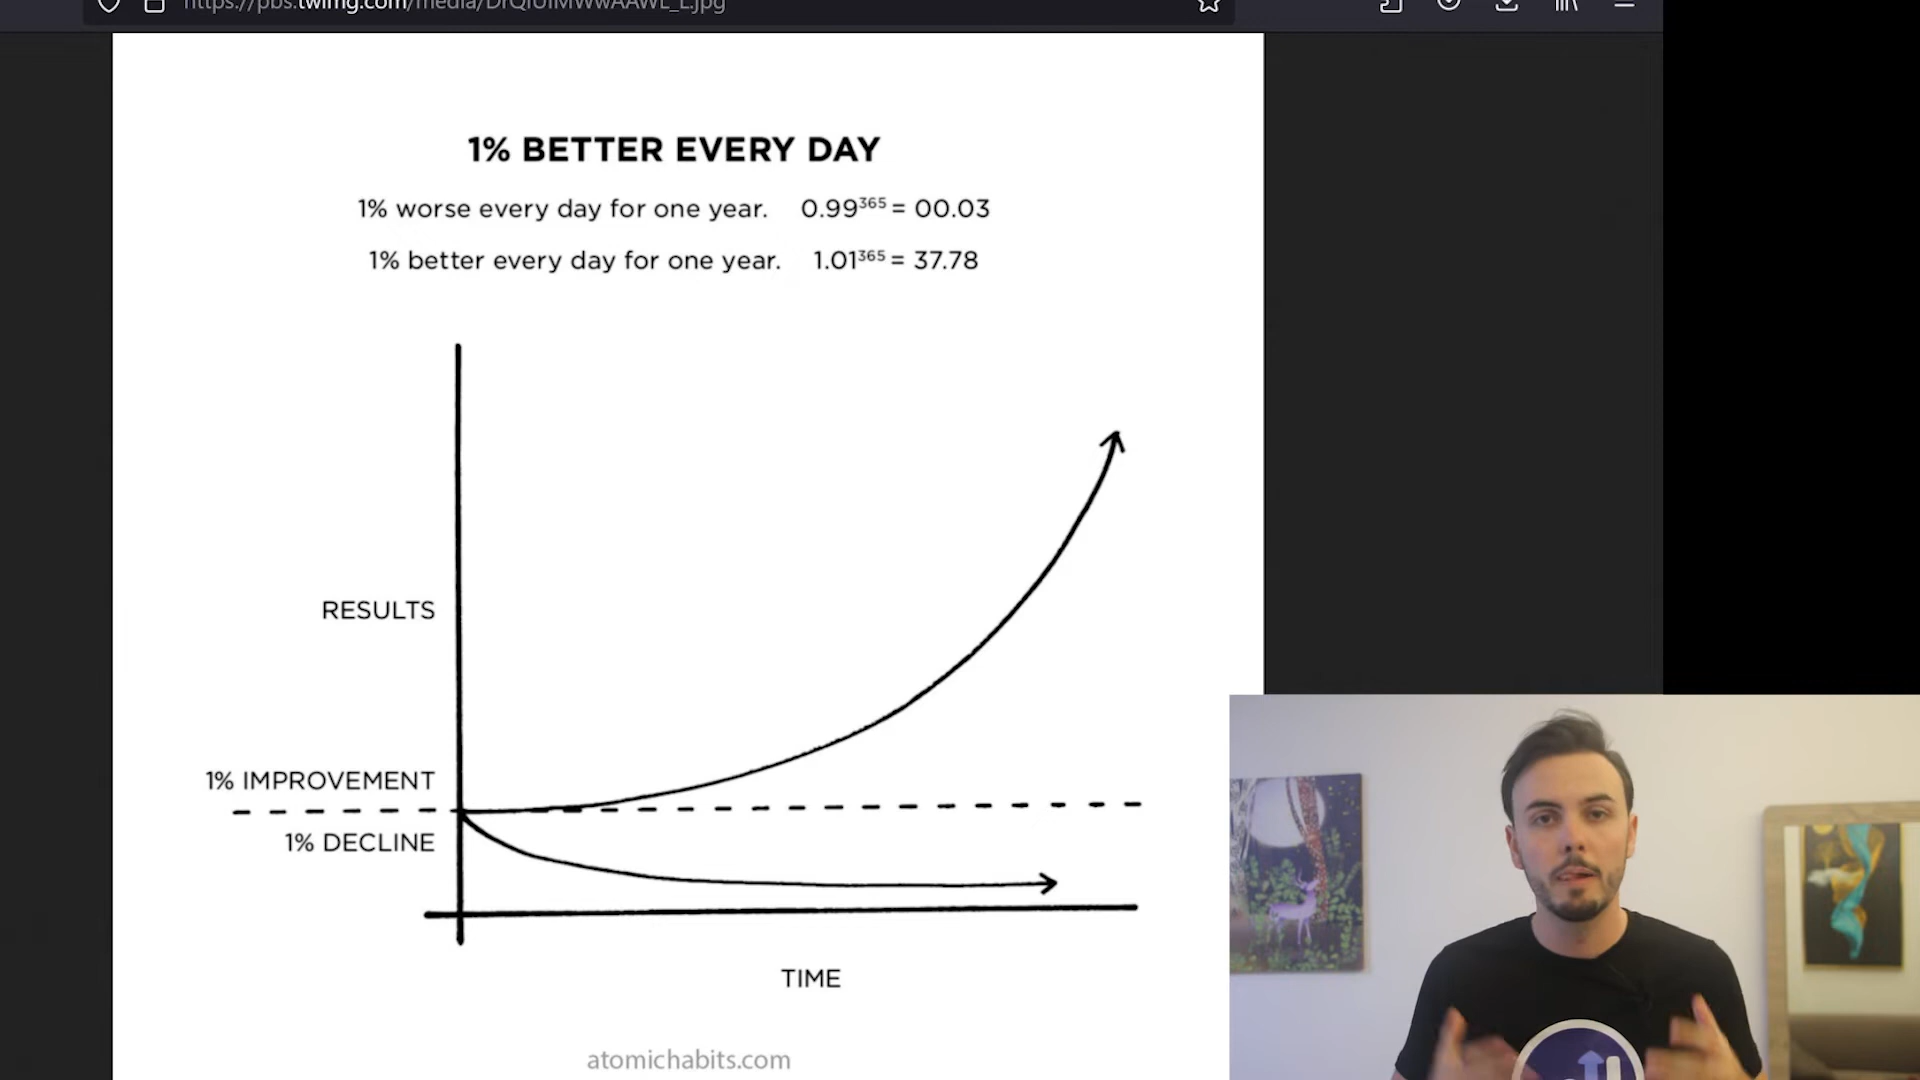 1% BETTER EVERY DAY
1% worse every day for one year. 0.99³⁶⁵ = 00.03
1% better every day for one year. 1.01³⁶⁵ = 37.78
RESULTS
1% IMPROVEMENT
1% DECLINE
TIME
atomichabits.com